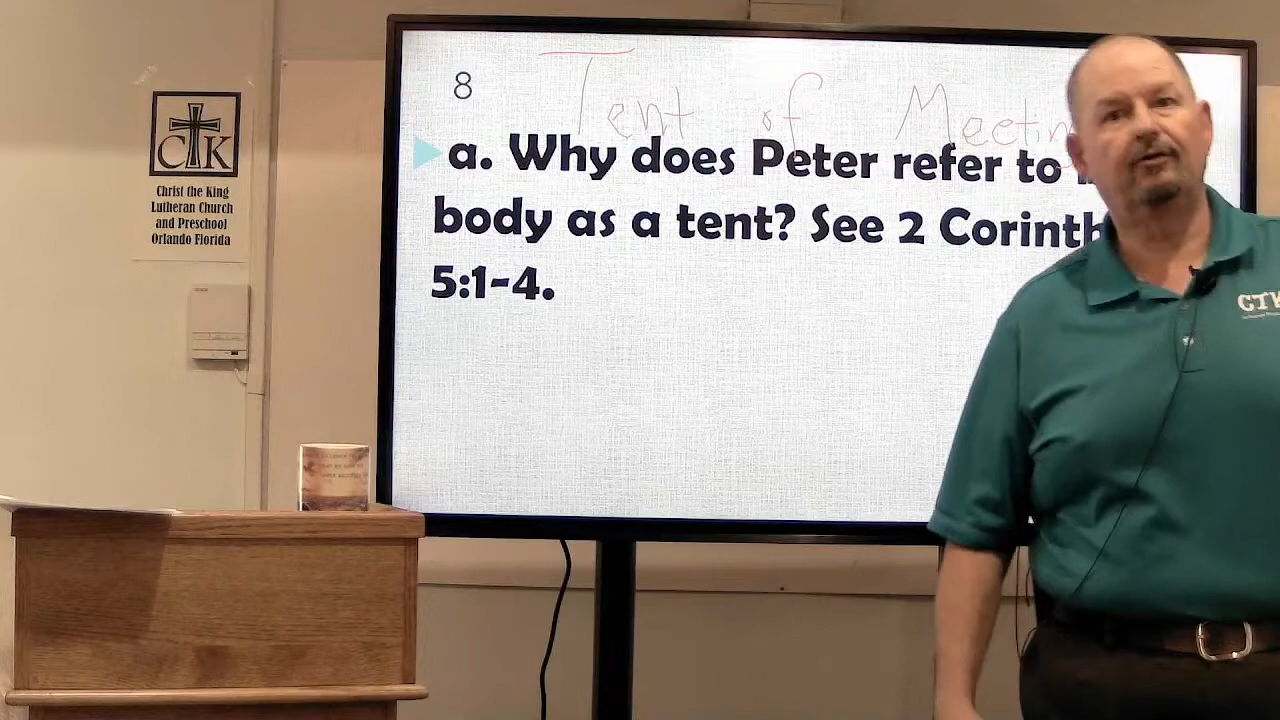 CTK
Christ the King
Lutheran Church
and Preschool
Orlando Florida
8
Tent of Meetin
a. Why does Peter refer to
body as a tent? See 2 Corinth
5:1-4.